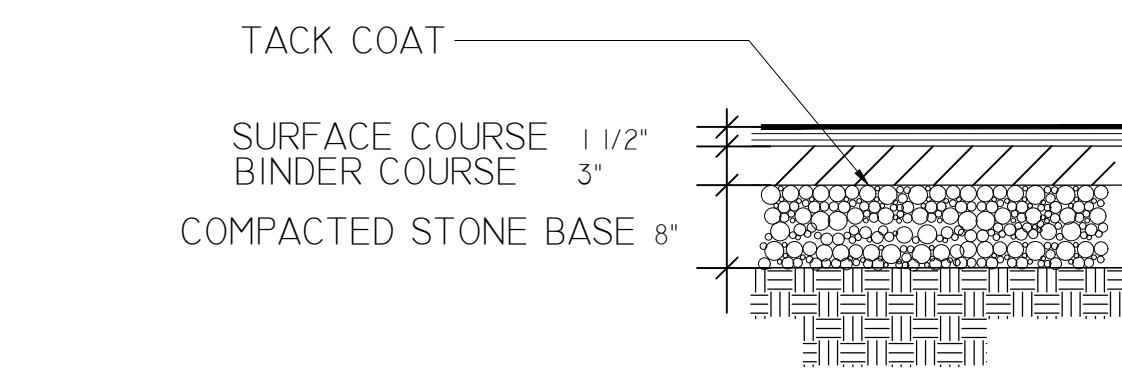 TACK COAT
SURFACE COURSE 1 1/2"
BINDER COURSE 3"
COMPACTED STONE BASE 8"